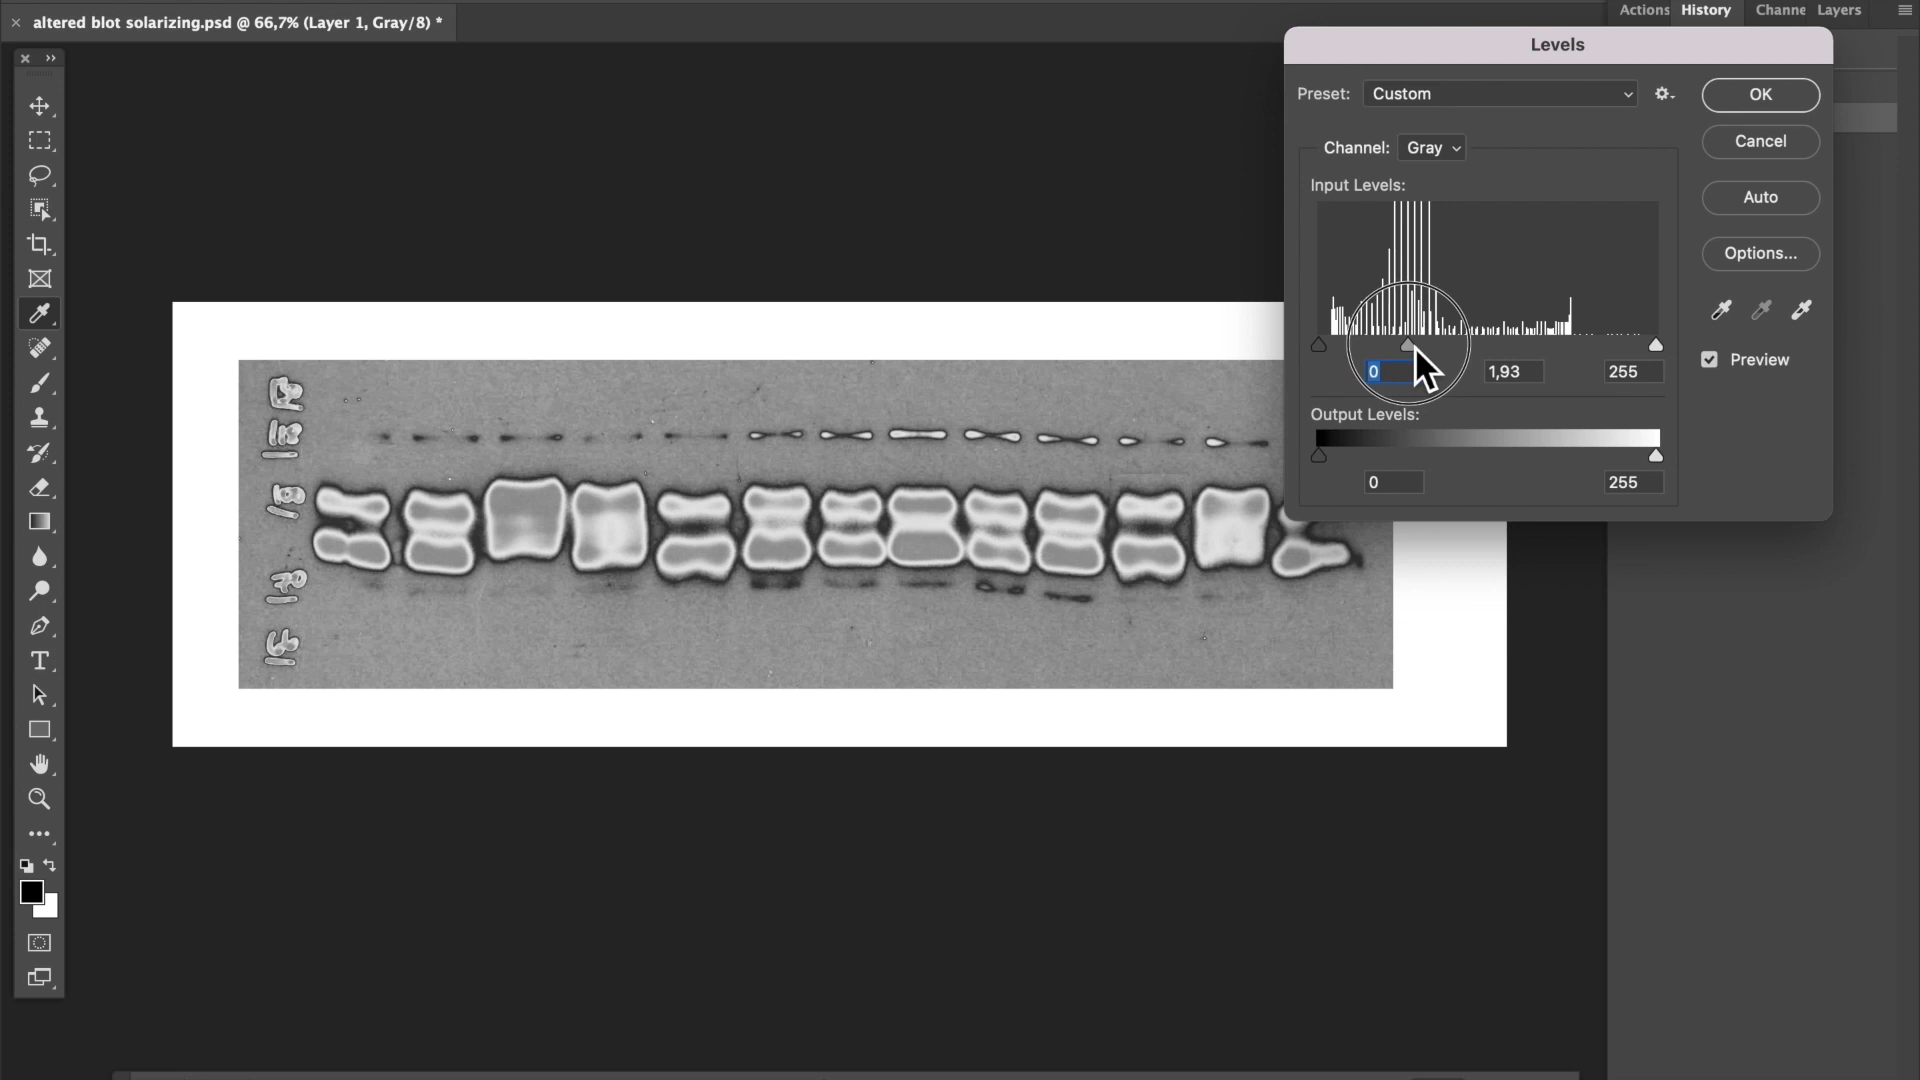 altered blot solarizing.psd @ 66,7% (Layer 1, Gray/8) *
Actions History Channe Layers
Levels
Preset: Custom
OK
Cancel
Channel: Gray
Auto
Input Levels:
Options...
0 1,93 255
Preview
Output Levels:
0 255